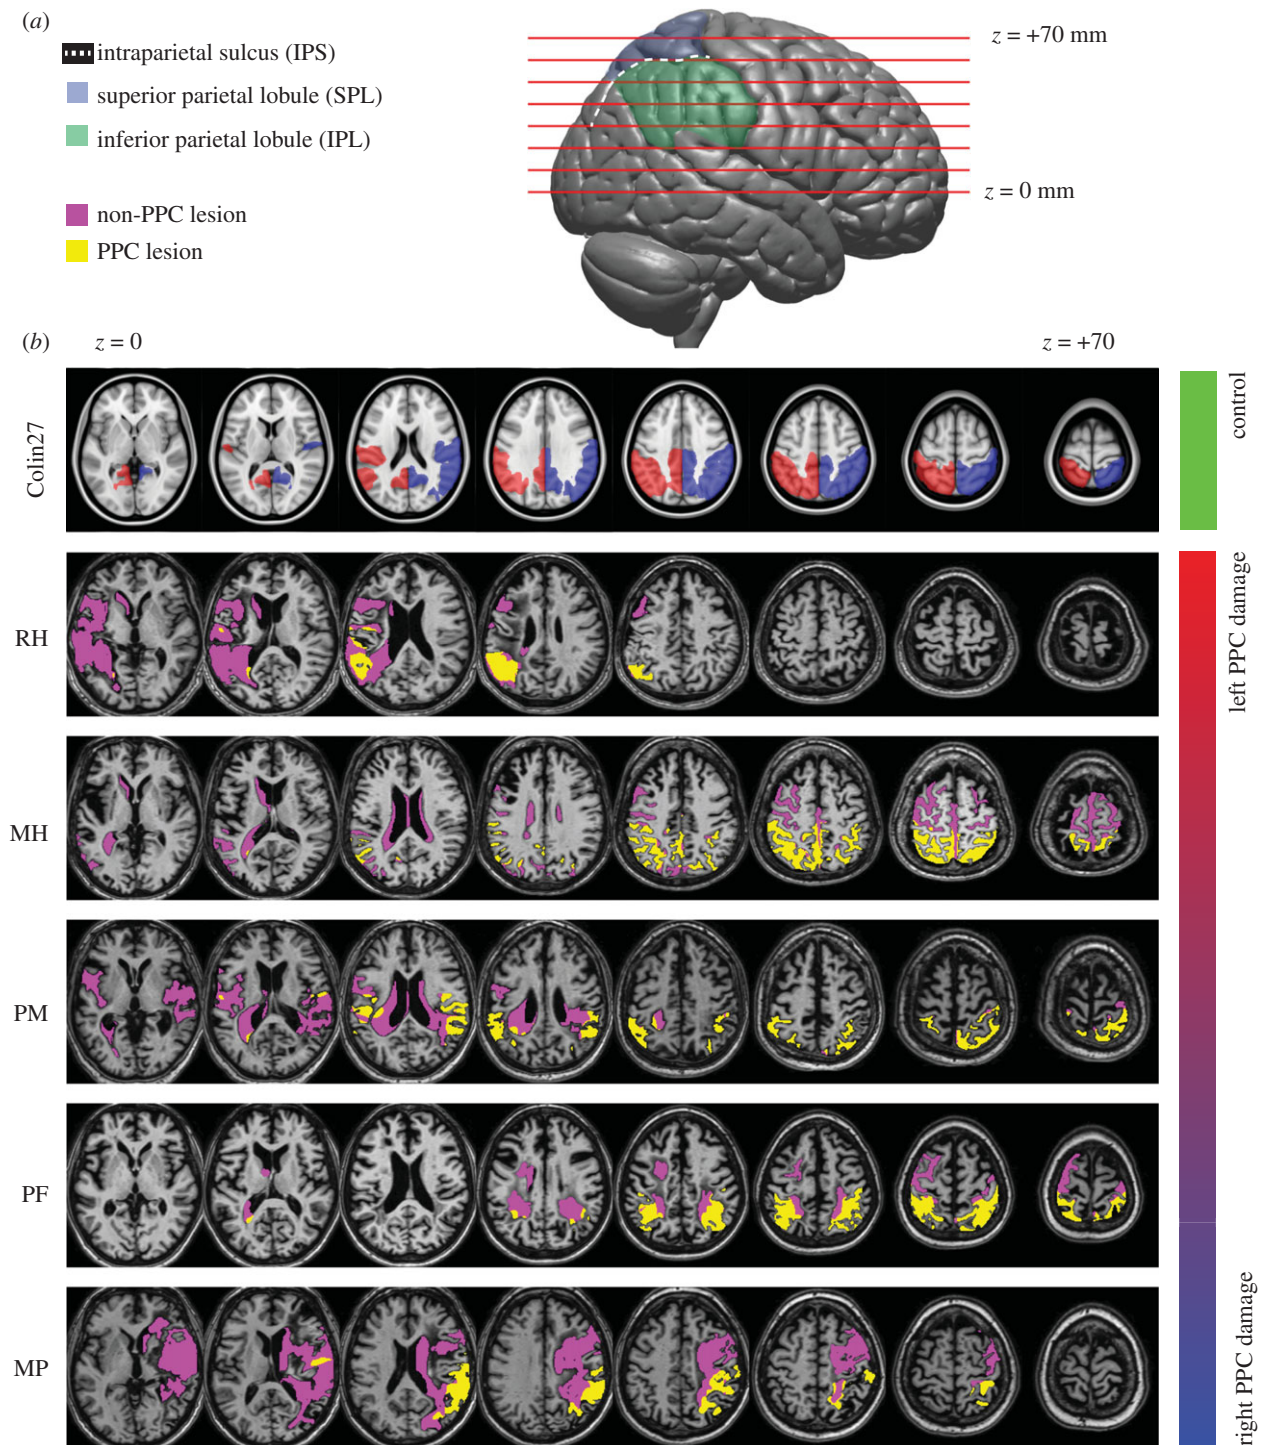 (a)
intraparietal sulcus (IPS)
superior parietal lobule (SPL)
inferior parietal lobule (IPL)
non-PPC lesion
PPC lesion
z = +70 mm
z = 0 mm
(b)
z = 0
z = +70
Colin27
control
RH
left PPC damage
MH
PM
PF
MP
right PPC damage